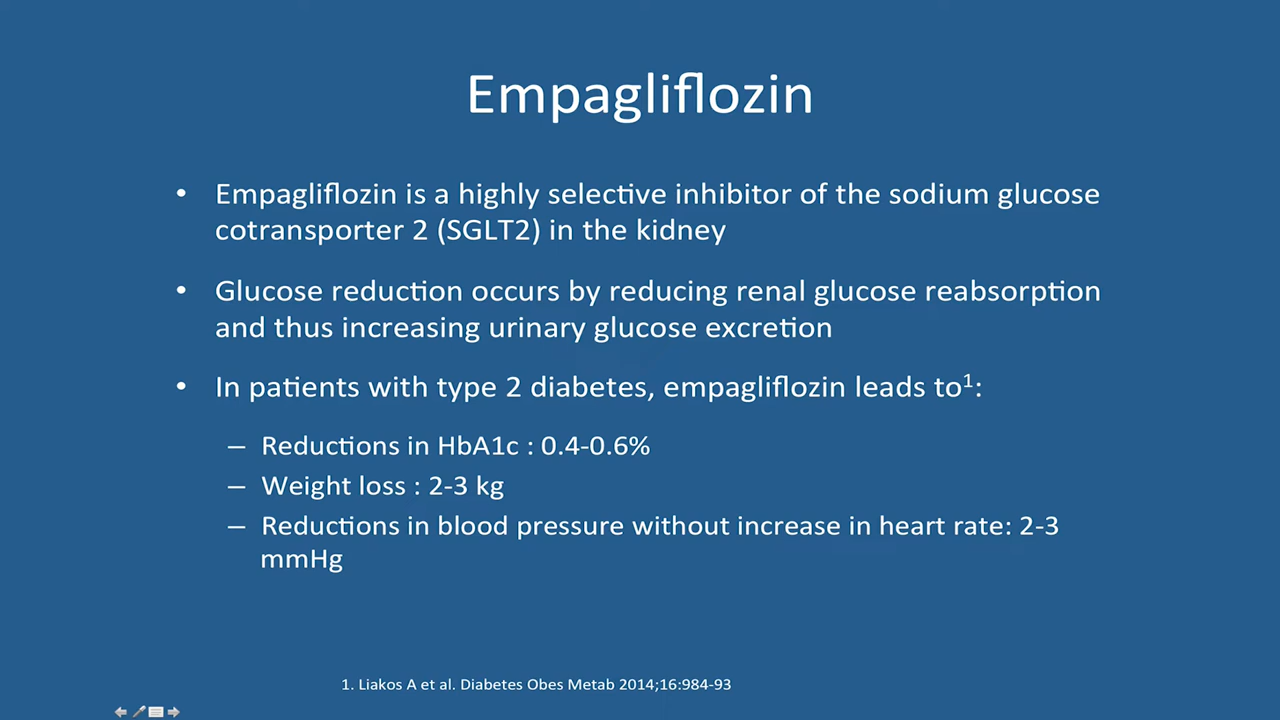 Empagliflozin
• Empagliflozin is a highly selective inhibitor of the sodium glucose
cotransporter 2 (SGLT2) in the kidney
• Glucose reduction occurs by reducing renal glucose reabsorption
and thus increasing urinary glucose excretion
• In patients with type 2 diabetes, empagliflozin leads to¹:
– Reductions in HbA1c : 0.4-0.6%
– Weight loss : 2-3 kg
– Reductions in blood pressure without increase in heart rate: 2-3
mmHg
1. Liakos A et al. Diabetes Obes Metab 2014;16:984-93